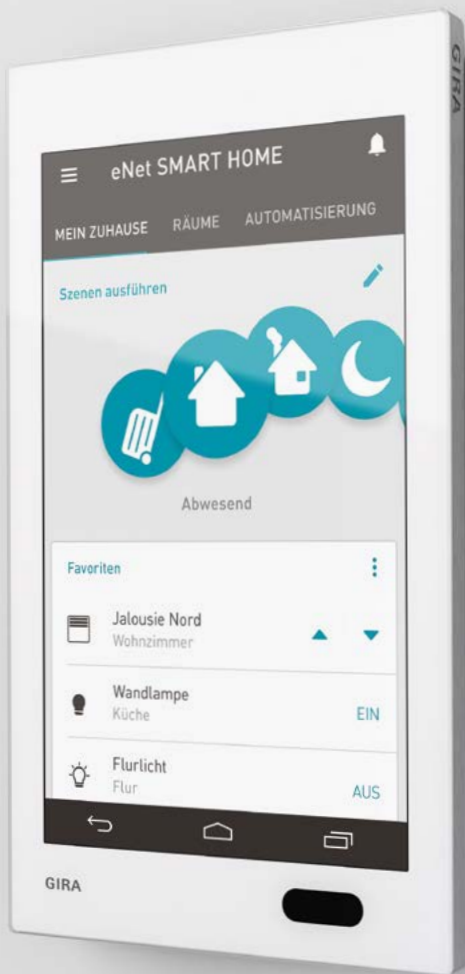 GIRA
eNet SMART HOME
MEIN ZUHAUSE RÄUME AUTOMATISIERUNG
Szenen ausführen
Abwesend
Favoriten
Jalousie Nord
Wohnzimmer
Wandlampe
Küche
EIN
Flurlicht
Flur
AUS
GIRA